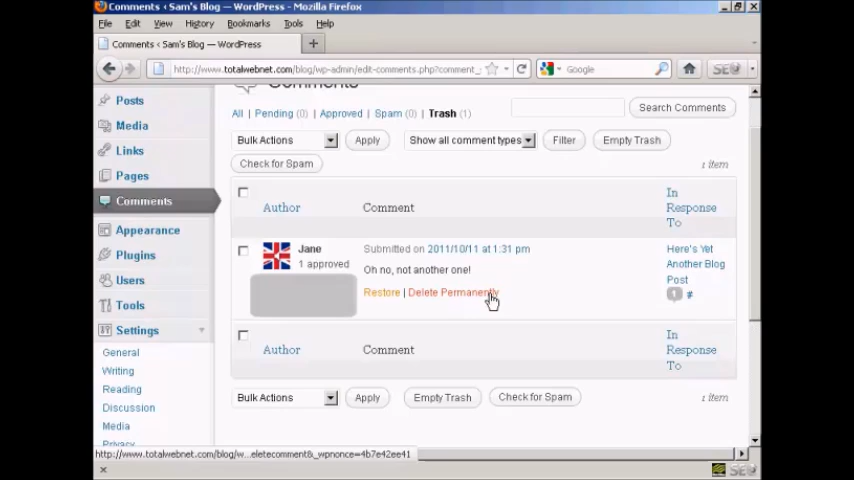 Comments ‹ Sam's Blog — WordPress - Mozilla Firefox
File Edit View History Bookmarks Tools Help
Comments ‹ Sam's Blog — WordPress
http://www.totalwebnet.com/blog/wp-admin/edit-comments.php?comment_
Google
SEO
Comments
Posts
Media
Links
Pages
Comments
Appearance
Plugins
Users
Tools
Settings
General
Writing
Reading
Discussion
Media
Privacy
All | Pending (0) | Approved | Spam (0) | Trash (1)
Search Comments
Bulk Actions Apply Show all comment types Filter Empty Trash
Check for Spam
1 item
Author Comment In Response To
Jane
1 approved
Submitted on 2011/10/11 at 1:31 pm
Oh no, not another one!
Restore | Delete Permanently
Here's Yet
Another Blog
Post
1 #
Author Comment In Response To
Bulk Actions Apply Empty Trash Check for Spam 1 item
http://www.totalwebnet.com/blog/w...eletecomment&_wpnonce=4b7e42ee41
SEO